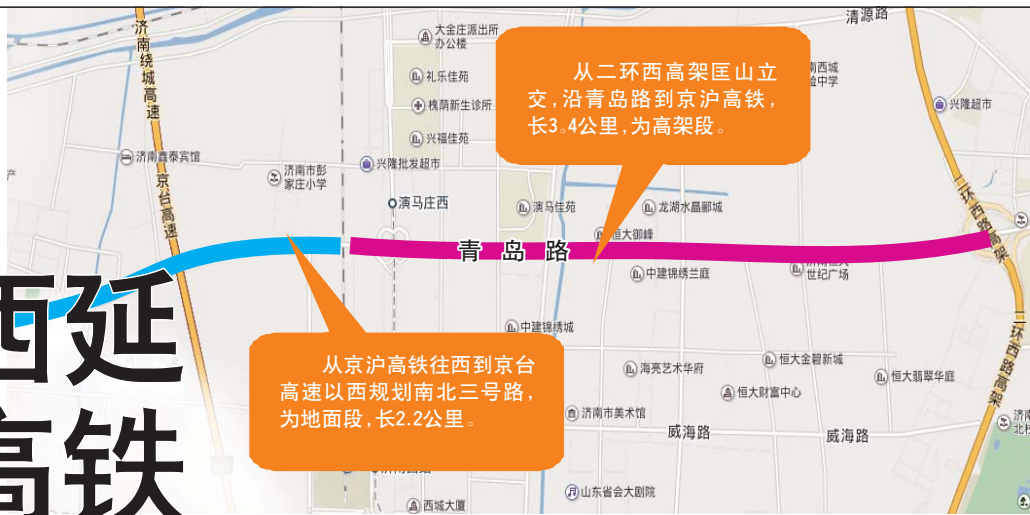 清源路
大金庄派出所
办公楼
济南绕城高速
礼乐佳苑
槐荫新生诊所
兴福佳苑
从二环西高架匡山立
交,沿青岛路到京沪高铁,
长3.4公里,为高架段。
兴隆超市
济南鑫泰宾馆
兴隆批发超市
济南市彭
家庄小学
京台高速
演马庄西
演马佳苑
龙湖水晶郦城
二环西路高架
恒大御峰
青岛路
中建锦绣兰庭
世纪广场
西延
高铁
从京沪高铁往西到京台
高速以西规划南北三号路,
为地面段,长2.2公里。
中建锦绣城
海亮艺术华府
恒大金碧新城
恒大翡翠华庭
恒大财富中心
二环西路高架
济南市美术馆
威海路
威海路
山东省会大剧院
西城大厦